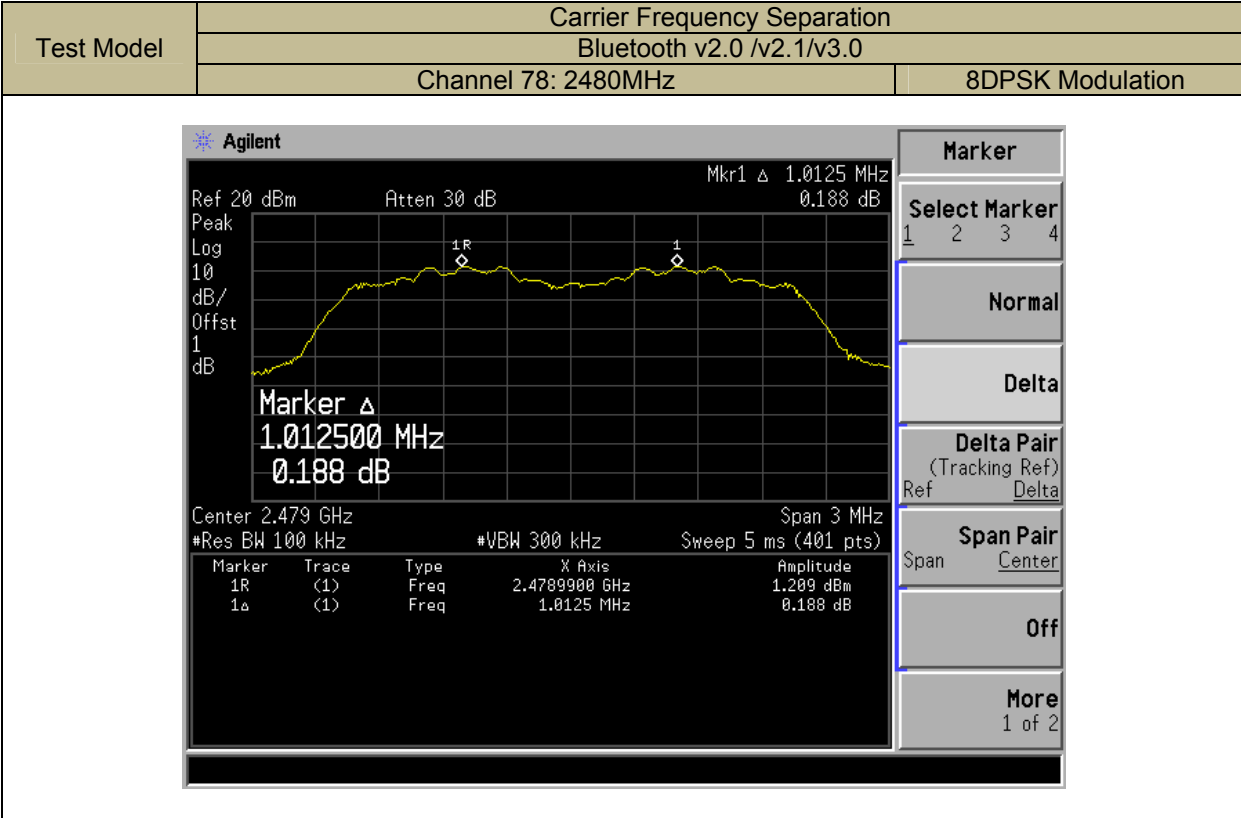 Test Model
Carrier Frequency Separation
Bluetooth v2.0 /v2.1/v3.0
Channel 78: 2480MHz
8DPSK Modulation
Agilent
Mkr1 Δ 1.0125 MHz
Ref 20 dBm Atten 30 dB 0.188 dB
Peak
Log
10
dB/
Offst
1
dB
1R
1
Marker Δ
1.012500 MHz
0.188 dB
Center 2.479 GHz Span 3 MHz
#Res BW 100 kHz #VBW 300 kHz Sweep 5 ms (401 pts)
Marker Trace Type X Axis Amplitude
1R (1) Freq 2.4789900 GHz 1.209 dBm
1Δ (1) Freq 1.0125 MHz 0.188 dB
Marker
Select Marker
1 2 3 4
Normal
Delta
Delta Pair
(Tracking Ref)
Ref Delta
Span Pair
Span Center
Off
More
1 of 2